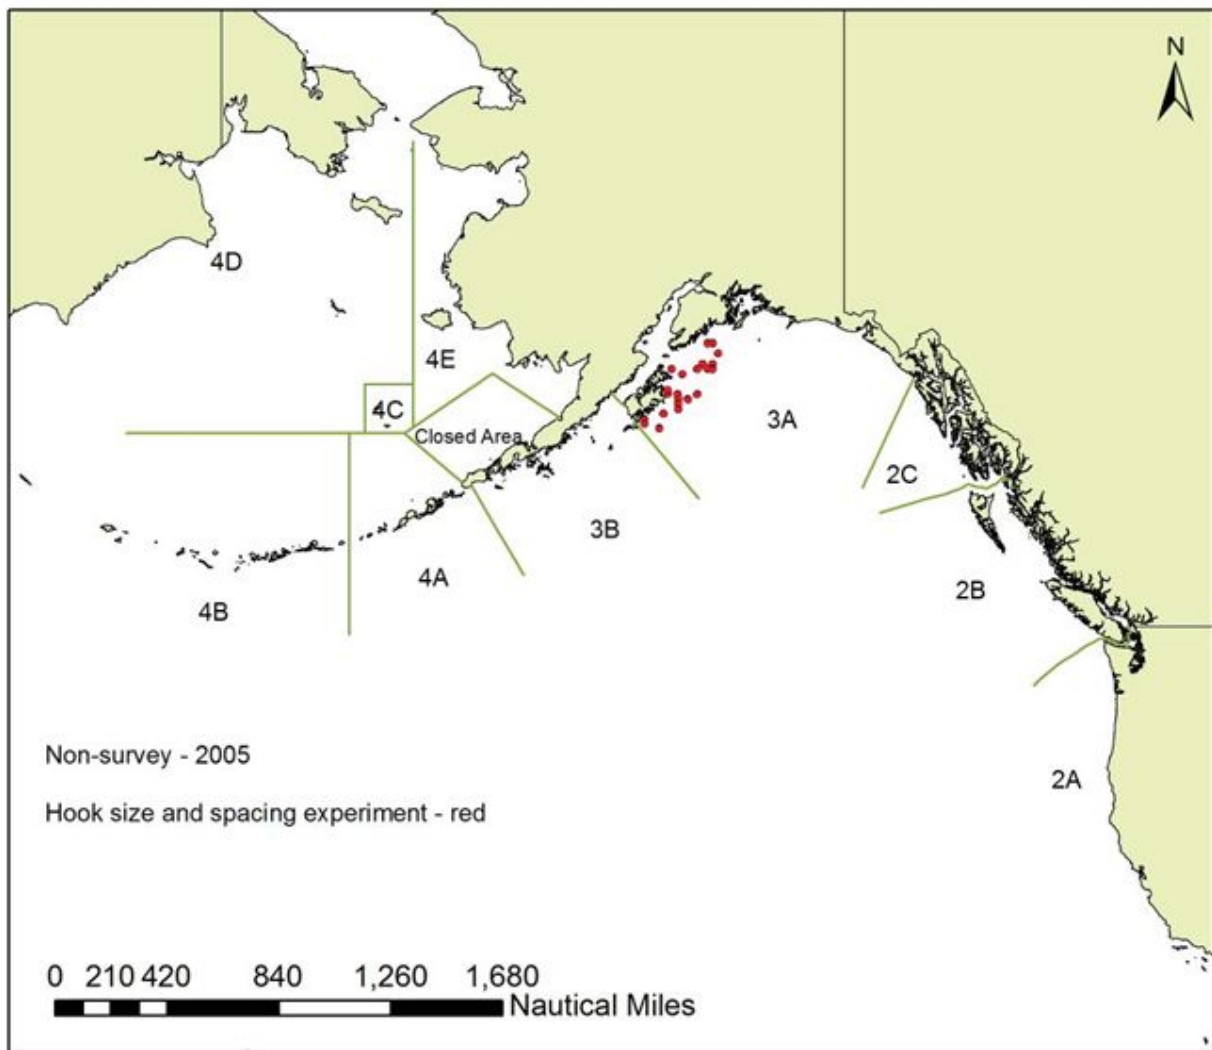 N
4D
4E
4C
Closed Area
3A
2C
3B
4A
2B
4B
Non-survey - 2005
2A
Hook size and spacing experiment - red
0 210 420 840 1,260 1,680
Nautical Miles